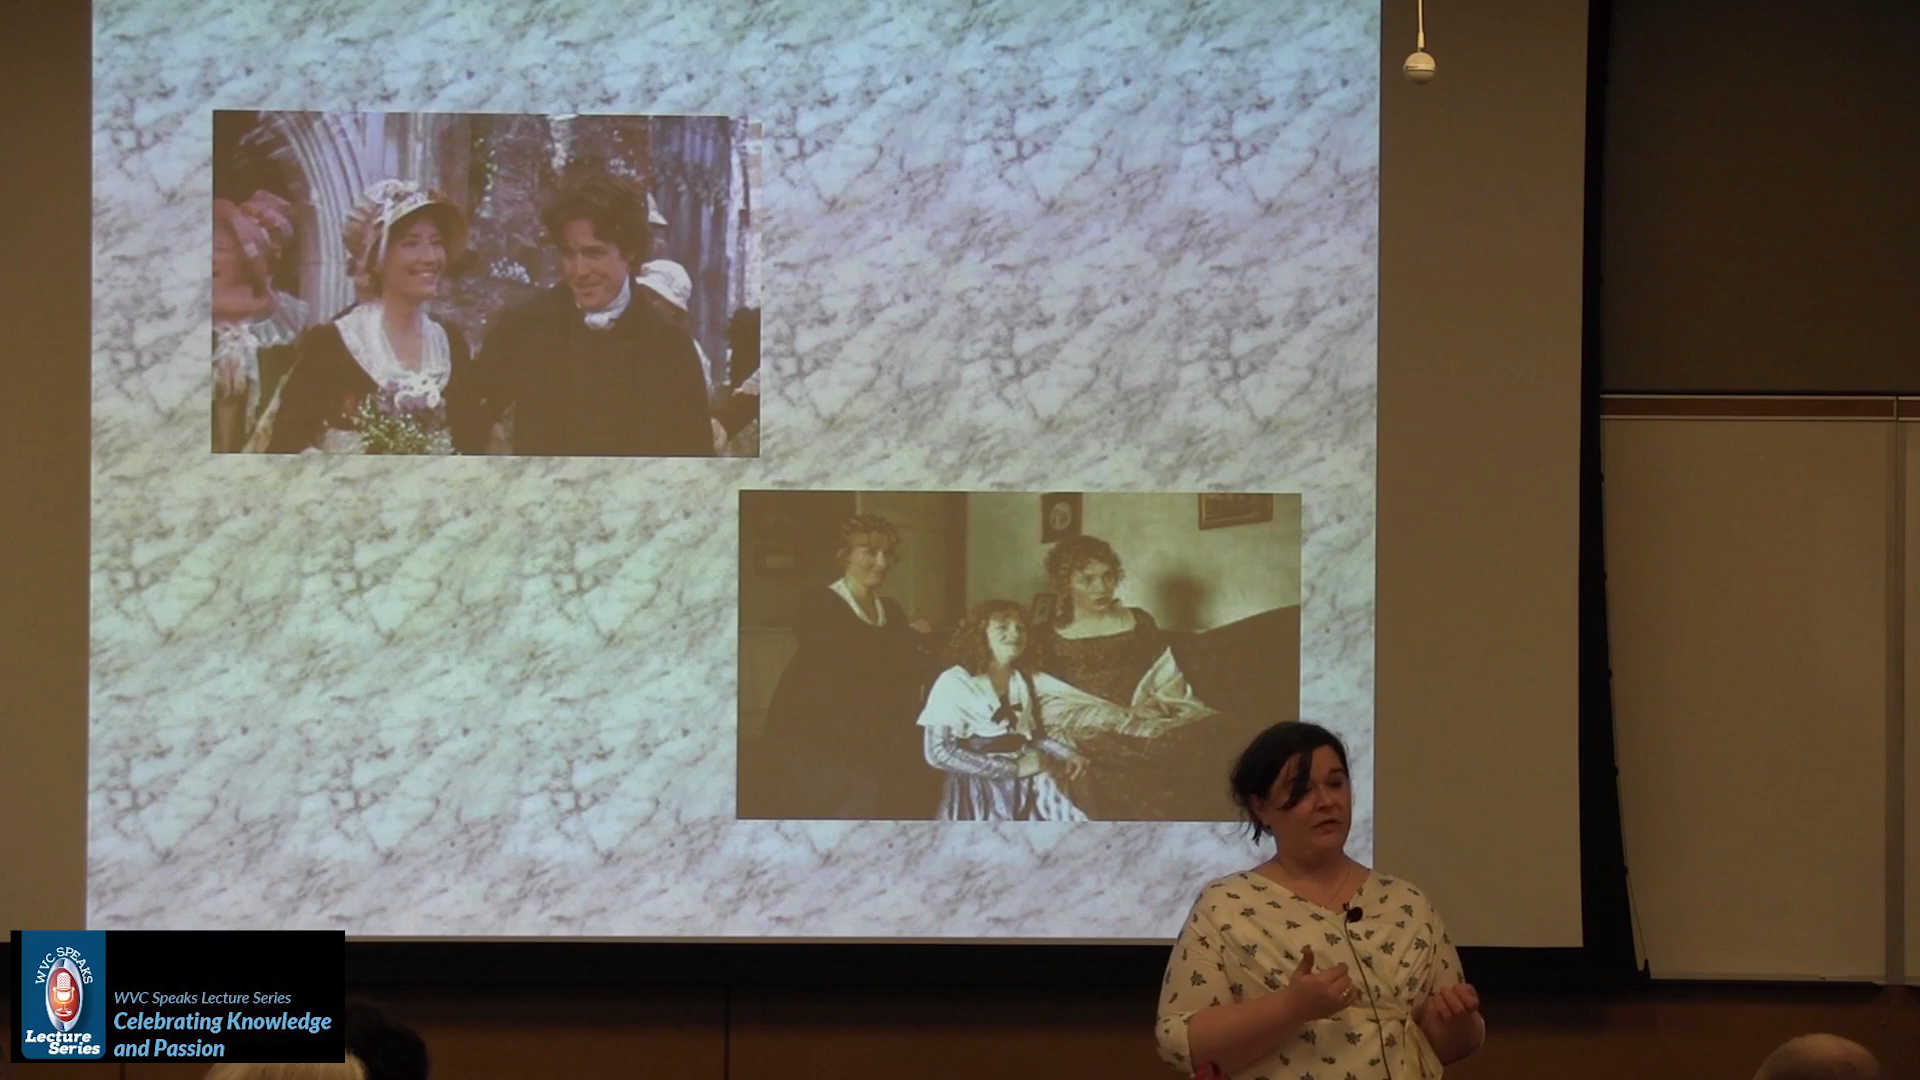 WVC SPEAKS
Lecture
Series
WVC Speaks Lecture Series
Celebrating Knowledge
and Passion